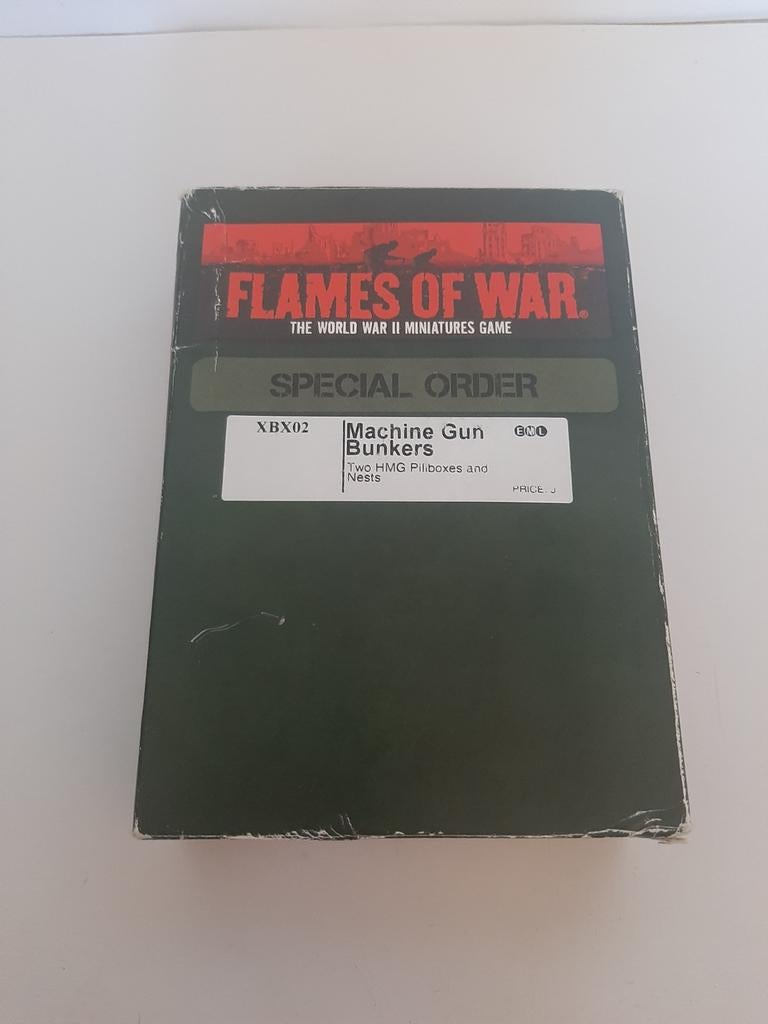 FLAMES OF WAR®
THE WORLD WAR II MINIATURES GAME
SPECIAL ORDER
XBX02
Machine Gun
Bunkers
Two HMG Pillboxes and
Nests
E M L
PRICE: J